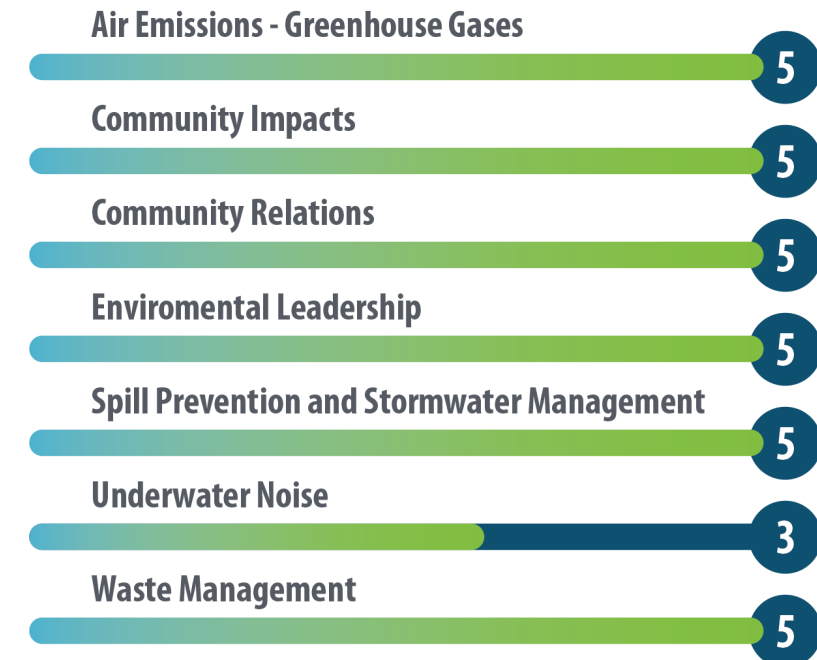 Air Emissions - Greenhouse Gases
5
Community Impacts
5
Community Relations
5
Enviromental Leadership
5
Spill Prevention and Stormwater Management
5
Underwater Noise
3
Waste Management
5